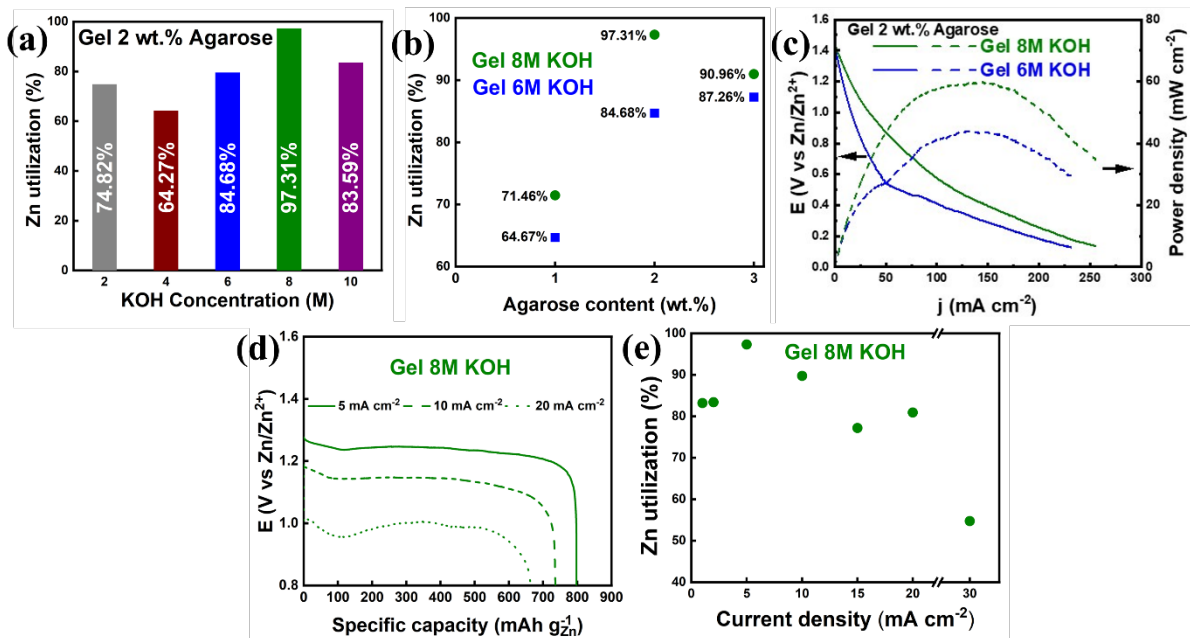 (a)
Gel 2 wt.% Agarose
Zn utilization (%)
100
80
60
40
20
0
74.82%
64.27%
84.68%
97.31%
83.59%
2 4 6 8 10
KOH Concentration (M)
(b)
Zn utilization (%)
100
90
80
70
60
Gel 8M KOH
Gel 6M KOH
97.31%
90.96%
84.68%
87.26%
71.46%
64.67%
0 1 2 3
Agarose content (wt.%)
(c)
E (V vs Zn/Zn2+)
1.6
1.4
1.2
1.0
0.8
0.6
0.4
0.2
0.0
Gel 2 wt.% Agarose
Gel 8M KOH
Gel 6M KOH
80
60
40
20
0
Power density (mW cm-2)
0 50 100 150 200 250 300
j (mA cm-2)
(d)
E (V vs Zn/Zn2+)
1.6
1.4
1.2
1.0
0.8
Gel 8M KOH
5 mA cm-2 10 mA cm-2 20 mA cm-2
0 100 200 300 400 500 600 700 800 900
Specific capacity (mAh gZn-1)
(e)
Zn utilization (%)
100
90
80
70
60
50
40
Gel 8M KOH
0 5 10 15 20 30
Current density (mA cm-2)